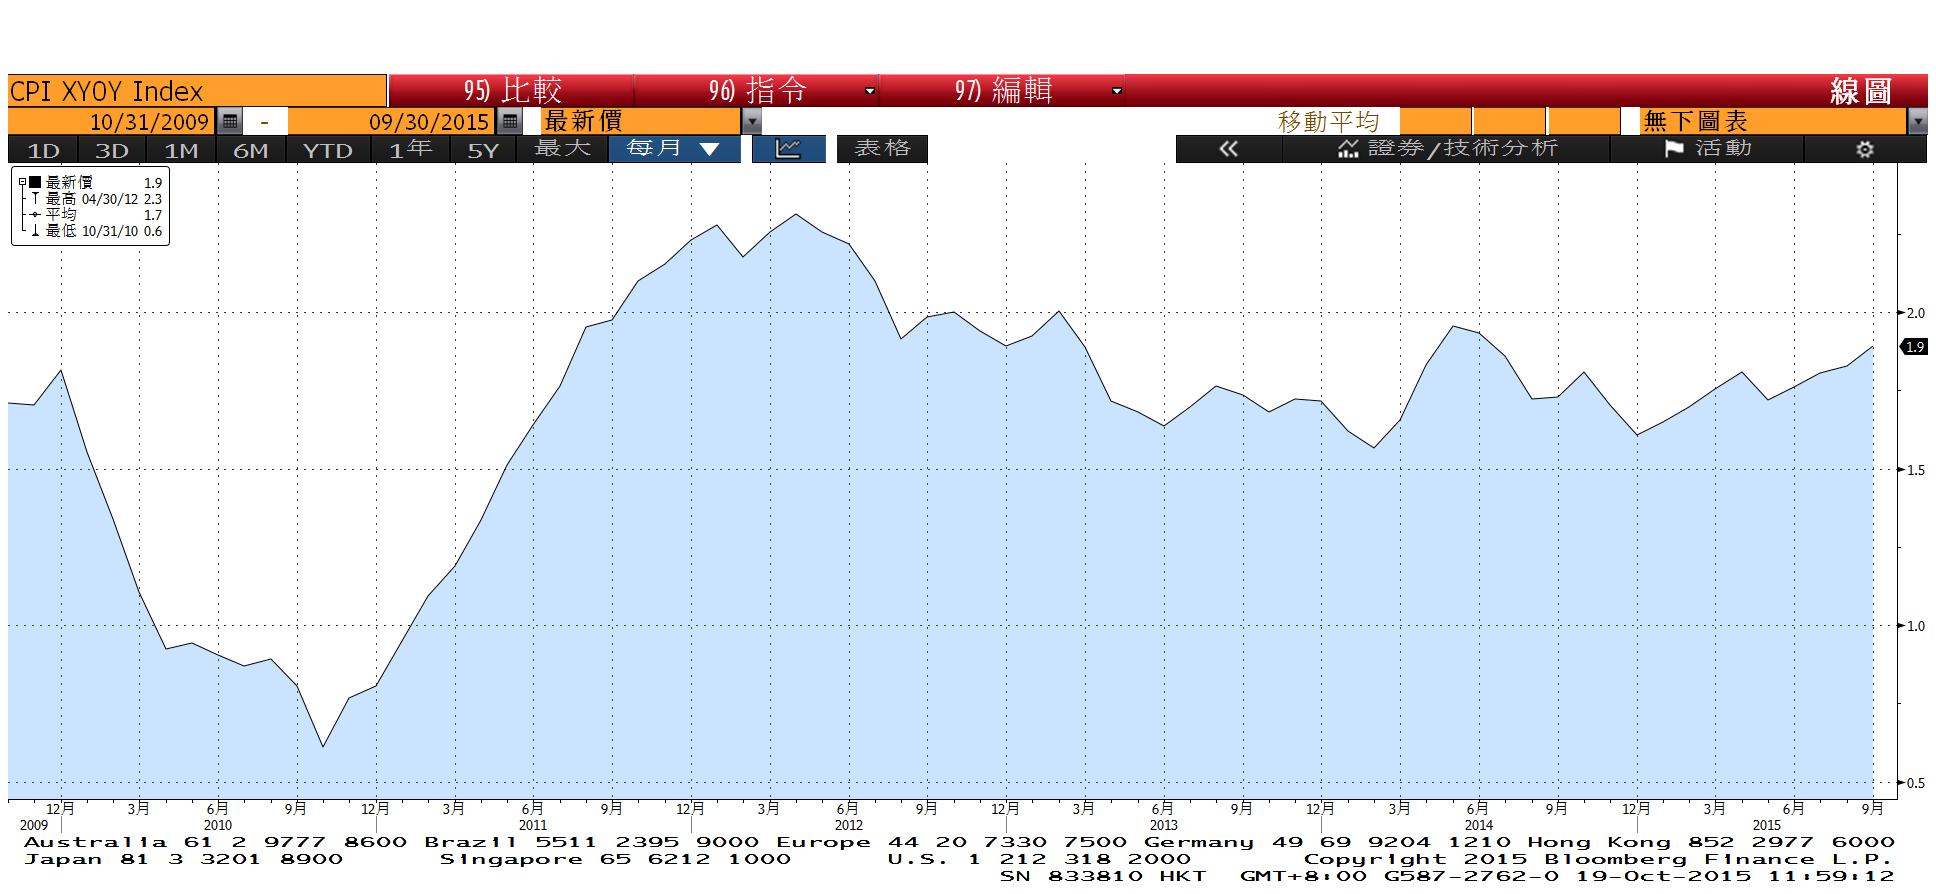 CPI XYOY Index 95) 比較 96) 指令 97) 編輯 線圖
10/31/2009 - 09/30/2015 最新價 移動平均 無下圖表
1D 3D 1M 6M YTD 1年 5Y 最大 每月 ▼ 表格 « 證券/技術分析 活動
最新價 1.9
最高 04/30/12 2.3
平均 1.7
最低 10/31/10 0.6
2.0
1.9
1.5
1.0
0.5
12月 3月 6月 9月 12月 3月 6月 9月 12月 3月 6月 9月 12月 3月 6月 9月 12月 3月 6月 9月 12月 3月 6月 9月
2009 2010 2011 2012 2013 2014 2015
Australia 61 2 9777 8600 Brazil 5511 2395 9000 Europe 44 20 7330 7500 Germany 49 69 9204 1210 Hong Kong 852 2977 6000
Japan 81 3 3201 8900 Singapore 65 6212 1000 U.S. 1 212 318 2000 Copyright 2015 Bloomberg Finance L.P.
SN 833810 HKT GMT+8:00 G587-2762-0 19-Oct-2015 11:59:12